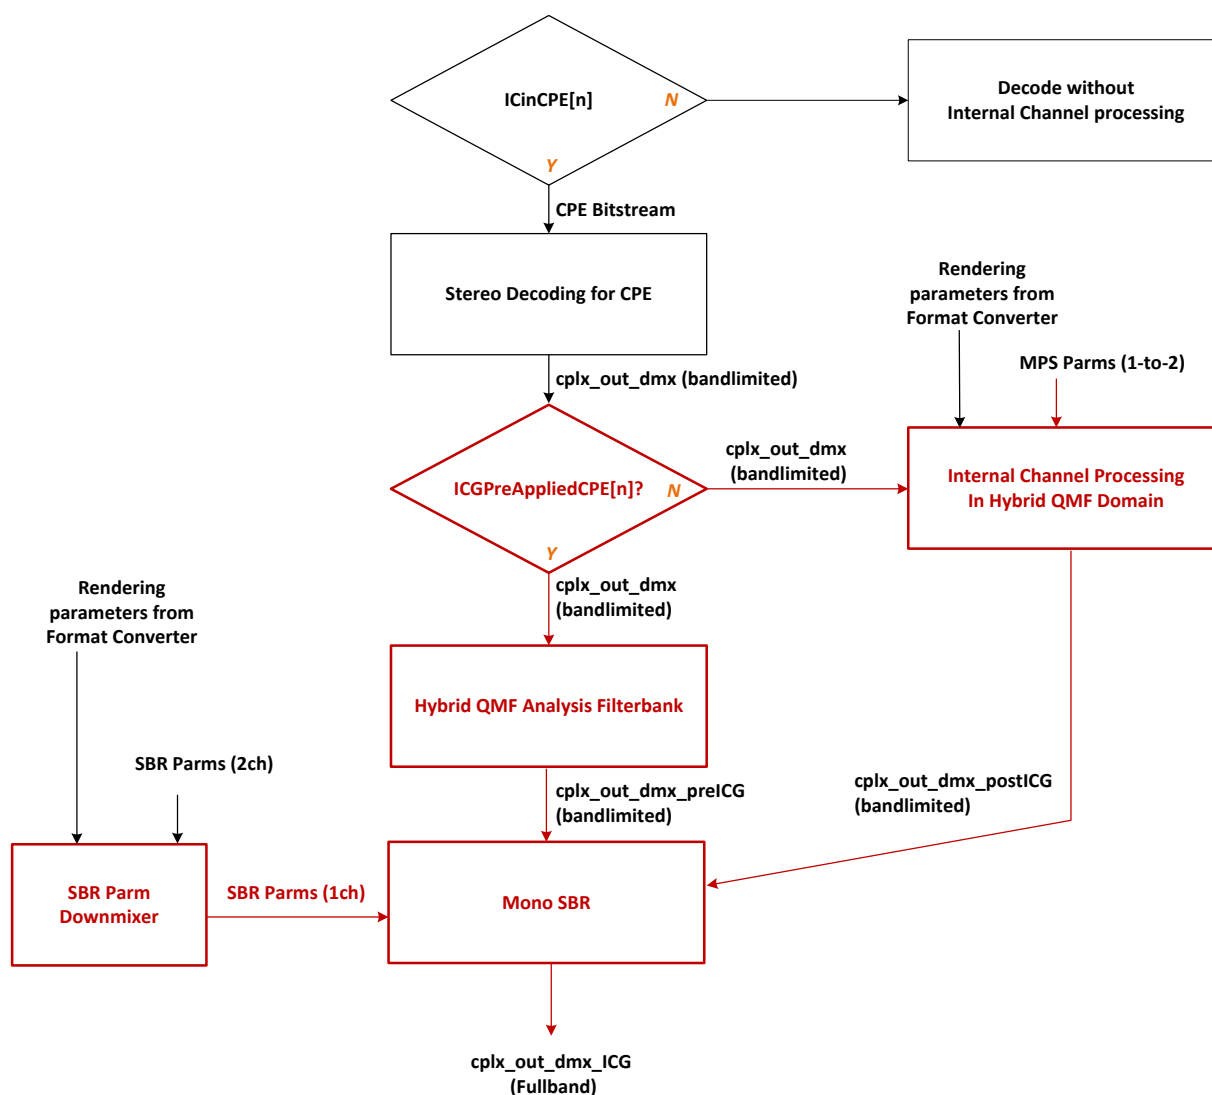 ICinCPE[n]
N
Y
Decode without
Internal Channel processing
CPE Bitstream
Stereo Decoding for CPE
Rendering
parameters from
Format Converter
MPS Parms (1-to-2)
cplx_out_dmx (bandlimited)
ICGPreAppliedCPE[n]?
N
Y
cplx_out_dmx
(bandlimited)
Internal Channel Processing
In Hybrid QMF Domain
cplx_out_dmx
(bandlimited)
Rendering
parameters from
Format Converter
Hybrid QMF Analysis Filterbank
SBR Parms (2ch)
cplx_out_dmx_preICG
(bandlimited)
cplx_out_dmx_postICG
(bandlimited)
SBR Parm
Downmixer
SBR Parms (1ch)
Mono SBR
cplx_out_dmx_ICG
(Fullband)